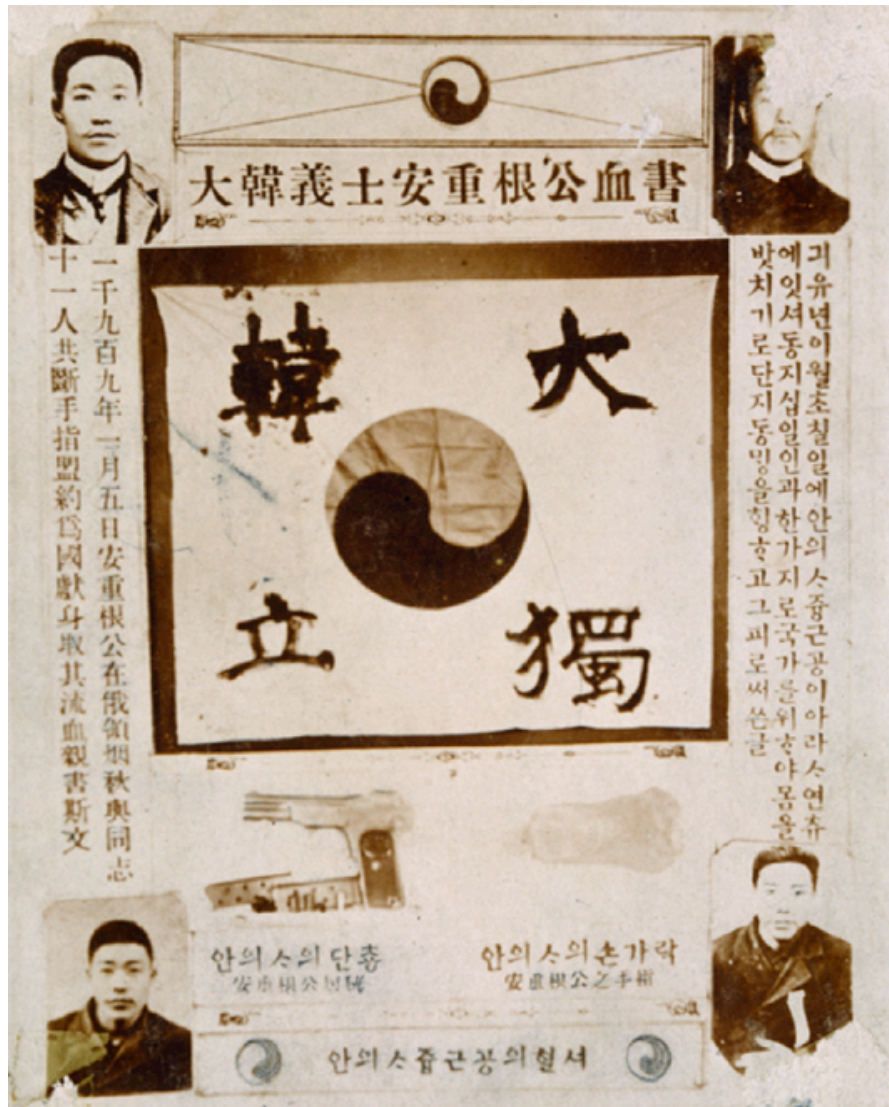 大韓義士安重根公血書
긔유년이월초칠일에안의ᄉᆞ즁근공이아라ᄉᆞ연츄
에잇셔동지십일인과한가지로국가를위ᄒᆞ야몸을
밧치기로단지동밍을힝ᄒᆞ고그피로써쓴글
大韓
獨立
一千九百九年一月五日安重根公在俄領烟秋與同志
十一人共斷手指盟約爲國獻身取其流血親書斯文
안의ᄉᆞ의단춍
安重根公
안의ᄉᆞ의손가락
安重根公之手指
안의ᄉᆞ즁근공의혈셔